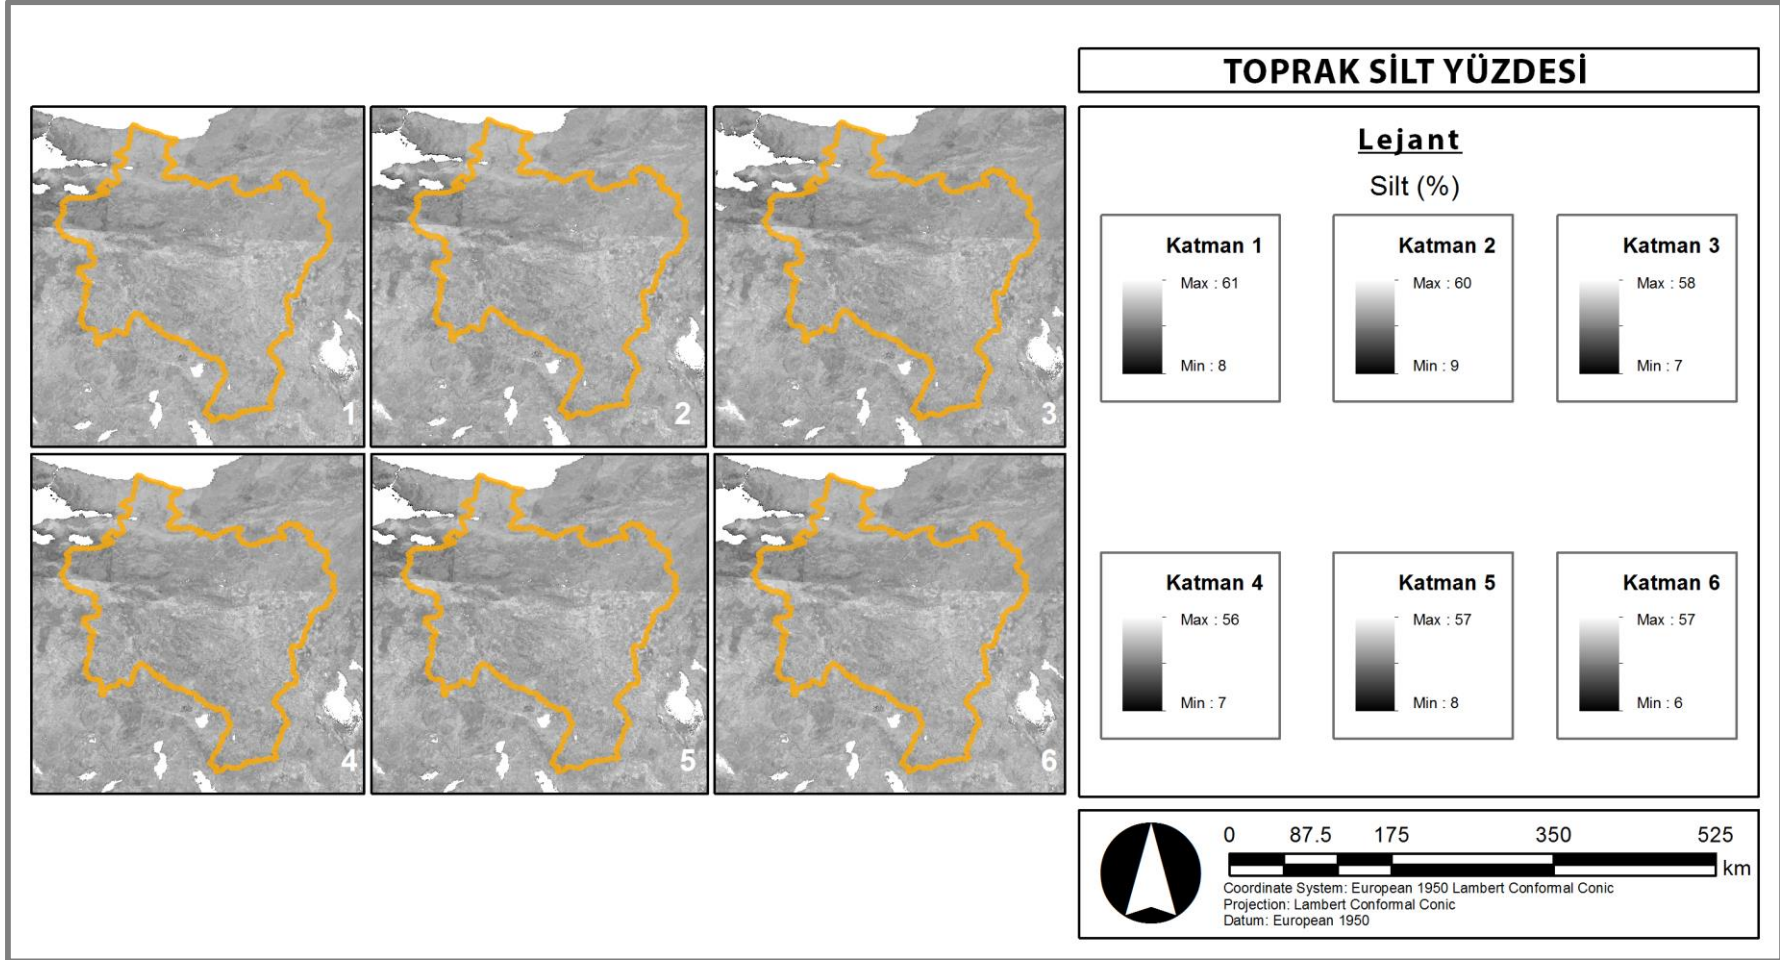 TOPRAK SİLT YÜZDESİ
1
2
3
4
5
6
Lejant
Silt (%)
Katman 1
Max : 61
Min : 8
Katman 2
Max : 60
Min : 9
Katman 3
Max : 58
Min : 7
Katman 4
Max : 56
Min : 7
Katman 5
Max : 57
Min : 8
Katman 6
Max : 57
Min : 6
0 87.5 175 350 525
km
Coordinate System: European 1950 Lambert Conformal Conic
Projection: Lambert Conformal Conic
Datum: European 1950